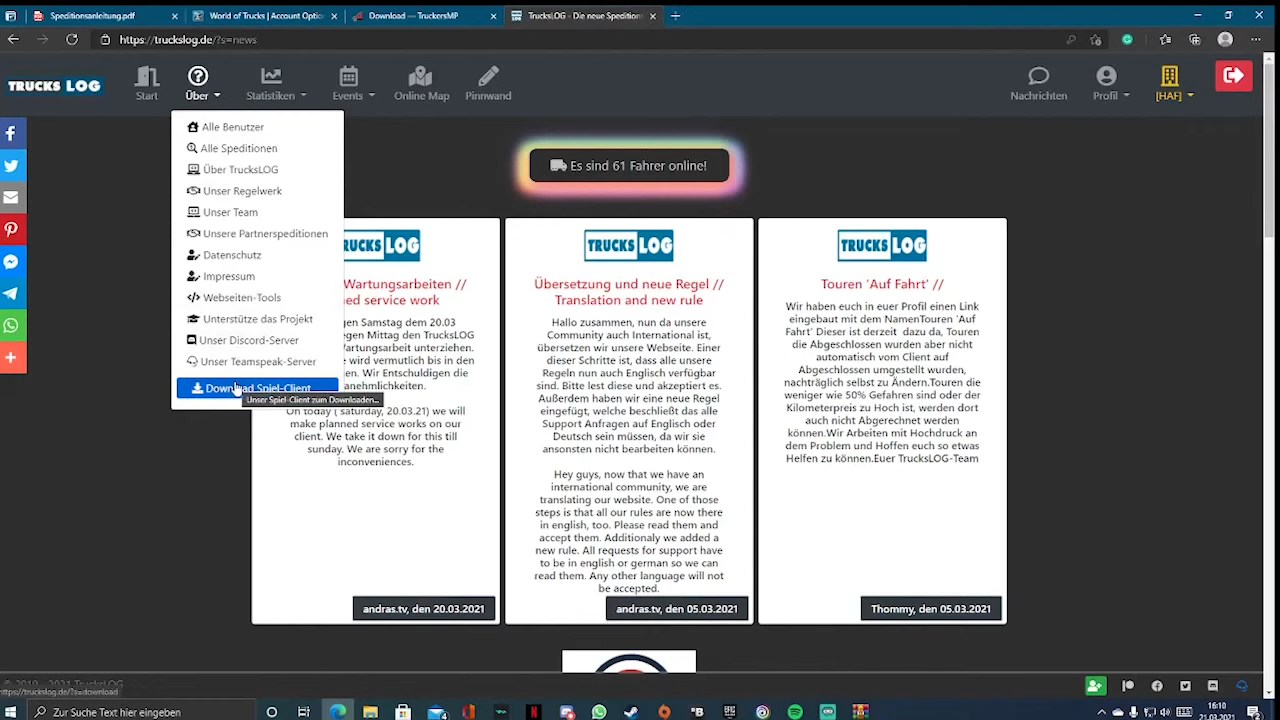 Speditionsanleitung.pdf
World of Trucks | Account Optio
Download — TruckersMP
TrucksLOG - Die neue Spedition
https://truckslog.de/?s=news
TRUCKS LOG
Start
Über
Statistiken
Events
Online Map
Pinnwand
Nachrichten
Profil
[HAF]
Alle Benutzer
Alle Speditionen
Über TrucksLOG
Unser Regelwerk
Unser Team
Unsere Partnerspeditionen
Datenschutz
Impressum
Webseiten-Tools
Unterstütze das Projekt
Unser Discord-Server
Unser Teamspeak-Server
Download Spiel-Client
Unser Spiel-Client zum Downloaden...
Es sind 61 Fahrer online!
TRUCKS LOG
Wartungsarbeiten //
service work
Samstag dem 20.03
Mittag den TrucksLOG
Wartungsarbeit unterziehen.
wird vermutlich bis in den
Wir Entschuldigen die
On today ( saturday, 20.03.21) we will
make planned service works on our
client. We take it down for this till
sunday. We are sorry for the
inconveniences.
andras.tv, den 20.03.2021
TRUCKS LOG
Übersetzung und neue Regel //
Translation and new rule
Hallo zusammen, nun da unsere
Community auch International ist,
übersetzen wir unsere Website. Einer
dieser Schritte ist, dass alle unsere
Regeln nun auch Englisch verfügbar
sind. Bitte lest diese und akzeptiert es.
Außerdem haben wir eine neue Regel
eingefügt, welche beschließt das alle
Support Anfragen auf Englisch oder
Deutsch sein müssen, da wir sie
ansonsten nicht bearbeiten können.
Hey guys, now that we have an
international community, we are
translating our website. One of those
steps is that all our rules are now there
in english, too. Please read them and
accept them. Additionaly we added a
new rule. All requests for support have
to be in english or german so we can
read them. Any other language will not
be accepted.
andras.tv, den 05.03.2021
TRUCKS LOG
Touren 'Auf Fahrt' //
Wir haben euch in euer Profil einen Link
eingebaut mit dem NamenTouren 'Auf
Fahrt' Dieser ist derzeit dazu da, Touren
die Abgeschlossen wurden aber nicht
automatisch vom Client auf
Abgeschlossen umgestellt wurden,
nachträglich selbst zu Ändern.Touren die
weniger wie 50% Gefahren sind oder der
Kilometerpreis zu Hoch ist, werden dort
auch nicht Abgerechnet werden
können.Wir Arbeiten mit Hochdruck an
dem Problem und Hoffen euch so etwas
Helfen zu können.Euer TrucksLOG-Team
Thommy, den 05.03.2021
© 2019 - 2021 TrucksLOG
https://truckslog.de/?s=download
Zur Suche Text hier eingeben
16:10
21.03.2021